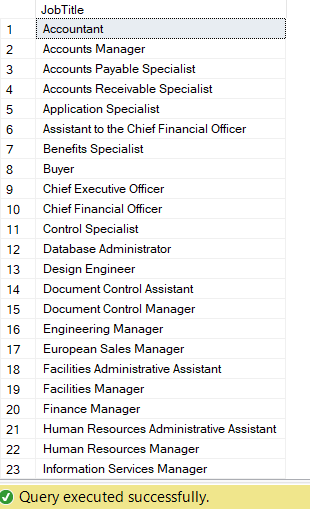 JobTitle
1 Accountant
2 Accounts Manager
3 Accounts Payable Specialist
4 Accounts Receivable Specialist
5 Application Specialist
6 Assistant to the Chief Financial Officer
7 Benefits Specialist
8 Buyer
9 Chief Executive Officer
10 Chief Financial Officer
11 Control Specialist
12 Database Administrator
13 Design Engineer
14 Document Control Assistant
15 Document Control Manager
16 Engineering Manager
17 European Sales Manager
18 Facilities Administrative Assistant
19 Facilities Manager
20 Finance Manager
21 Human Resources Administrative Assistant
22 Human Resources Manager
23 Information Services Manager
Query executed successfully.